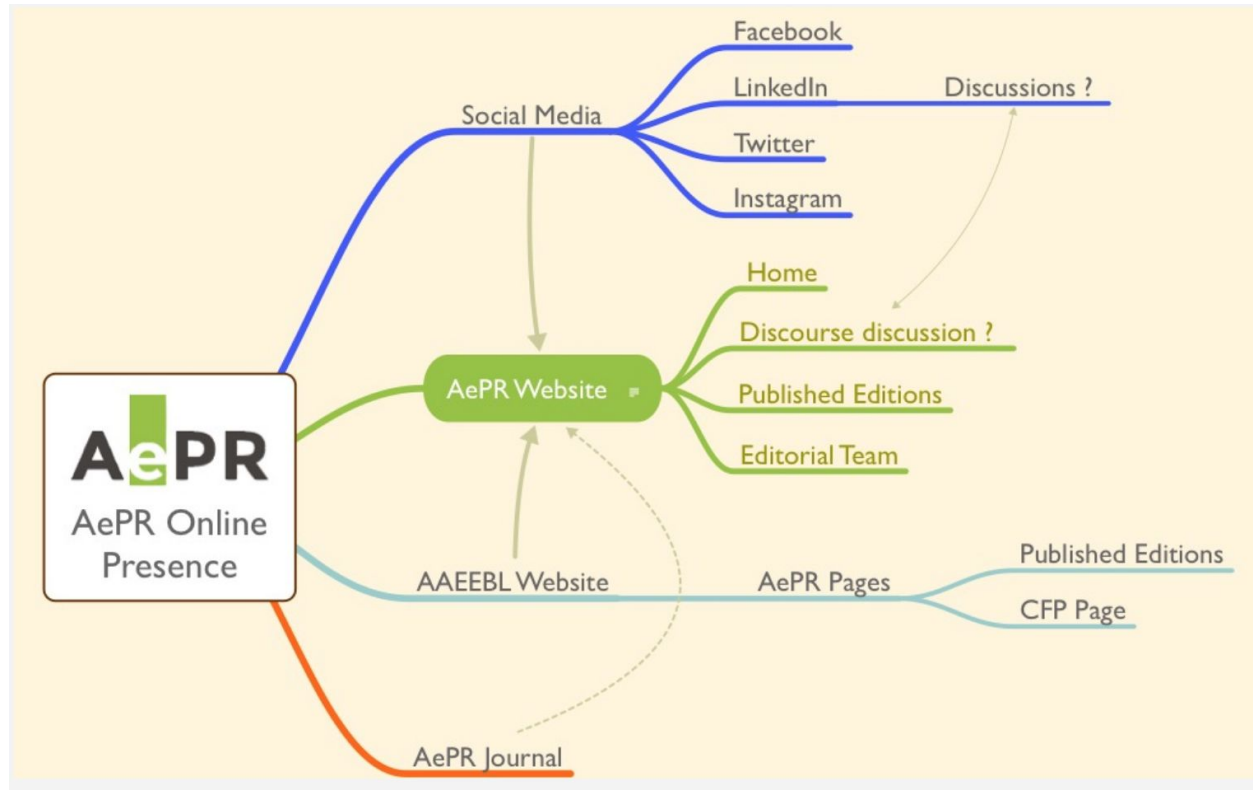 Facebook
LinkedIn
Discussions ?
Social Media
Twitter
Instagram
Home
Discourse discussion ?
AePR Website
Published Editions
Editorial Team
AePR
AePR Online
Presence
AAEEBL Website
AePR Pages
Published Editions
CFP Page
AePR Journal